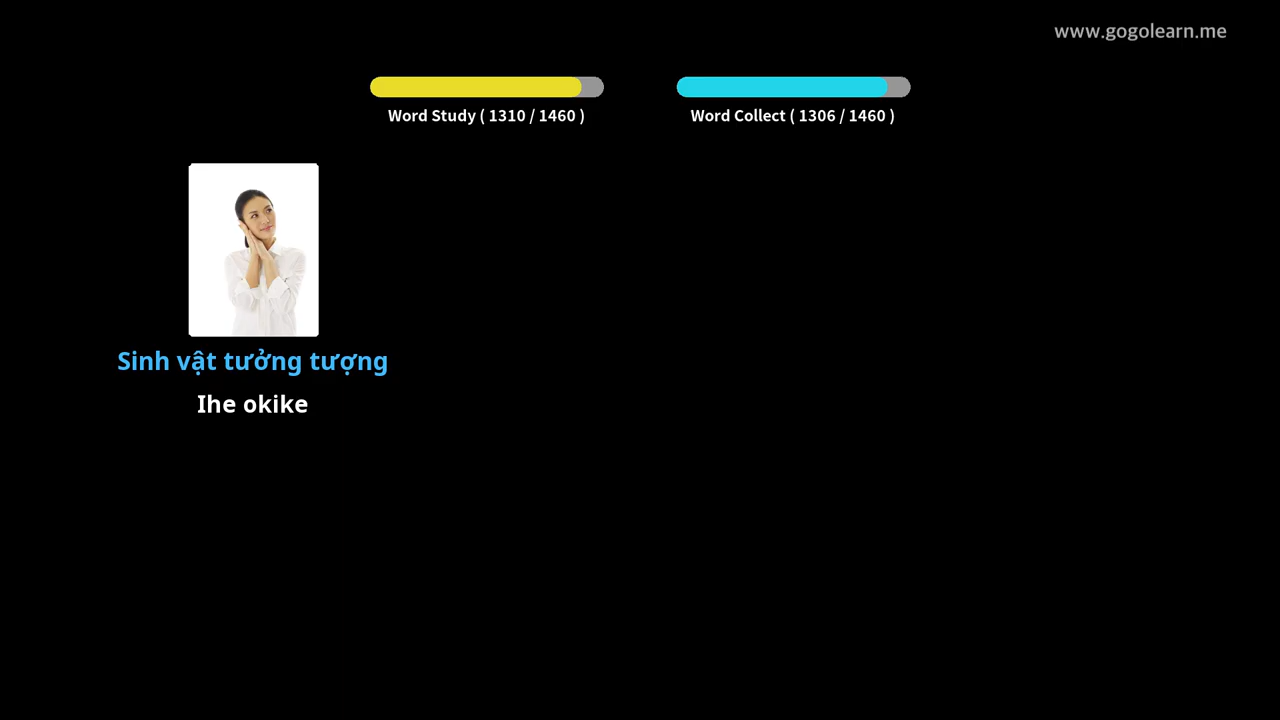 www.gogolearn.me
Word Study ( 1310 / 1460 )
Word Collect ( 1306 / 1460 )
Sinh vật tưởng tượng
Ihe okike